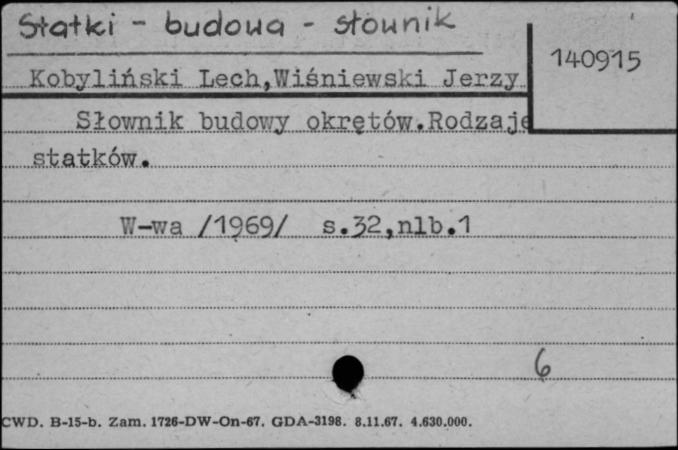 Statki - budowa - słownik
140915
Kobyliński Lech,Wiśniewski Jerzy
Słownik budowy okrętów.Rodzaje
statków.
W-wa /1969/ s.32,nlb.1
6
CWD. B-15-b. Zam. 1726-DW-On-67. GDA-3198. 8.11.67. 4.630.000.